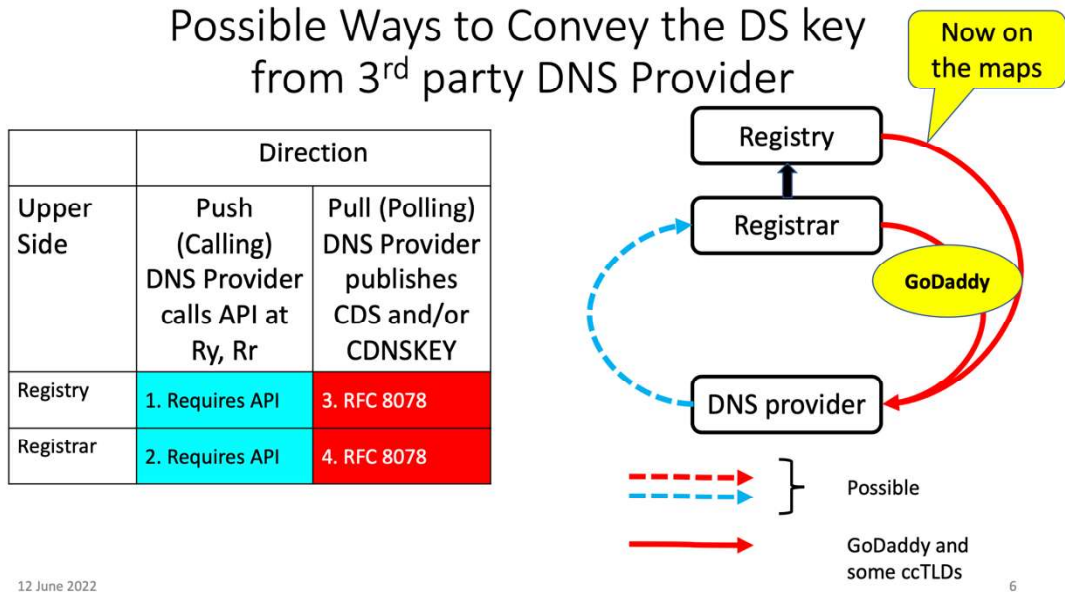 Possible Ways to Convey the DS key
from 3rd party DNS Provider
Now on
the maps
Direction
Upper
Side
Push
(Calling)
DNS Provider
calls API at
Ry, Rr
Pull (Polling)
DNS Provider
publishes
CDS and/or
CDNSKEY
Registry
1. Requires API
3. RFC 8078
Registrar
2. Requires API
4. RFC 8078
Registry
Registrar
GoDaddy
DNS provider
Possible
GoDaddy and
some ccTLDs
12 June 2022
6